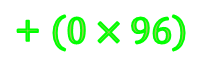 + (0 × 96)